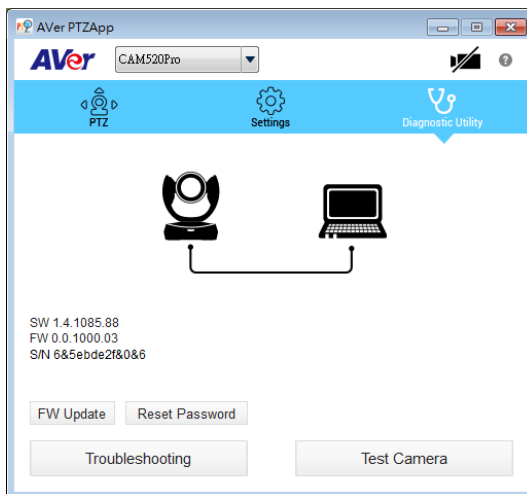 AVer PTZApp
AVer CAM520Pro ?
PTZ Settings Diagnostic Utility
SW 1.4.1085.88
FW 0.0.1000.03
S/N 6&5ebde2f&0&6
FW Update Reset Password
Troubleshooting Test Camera